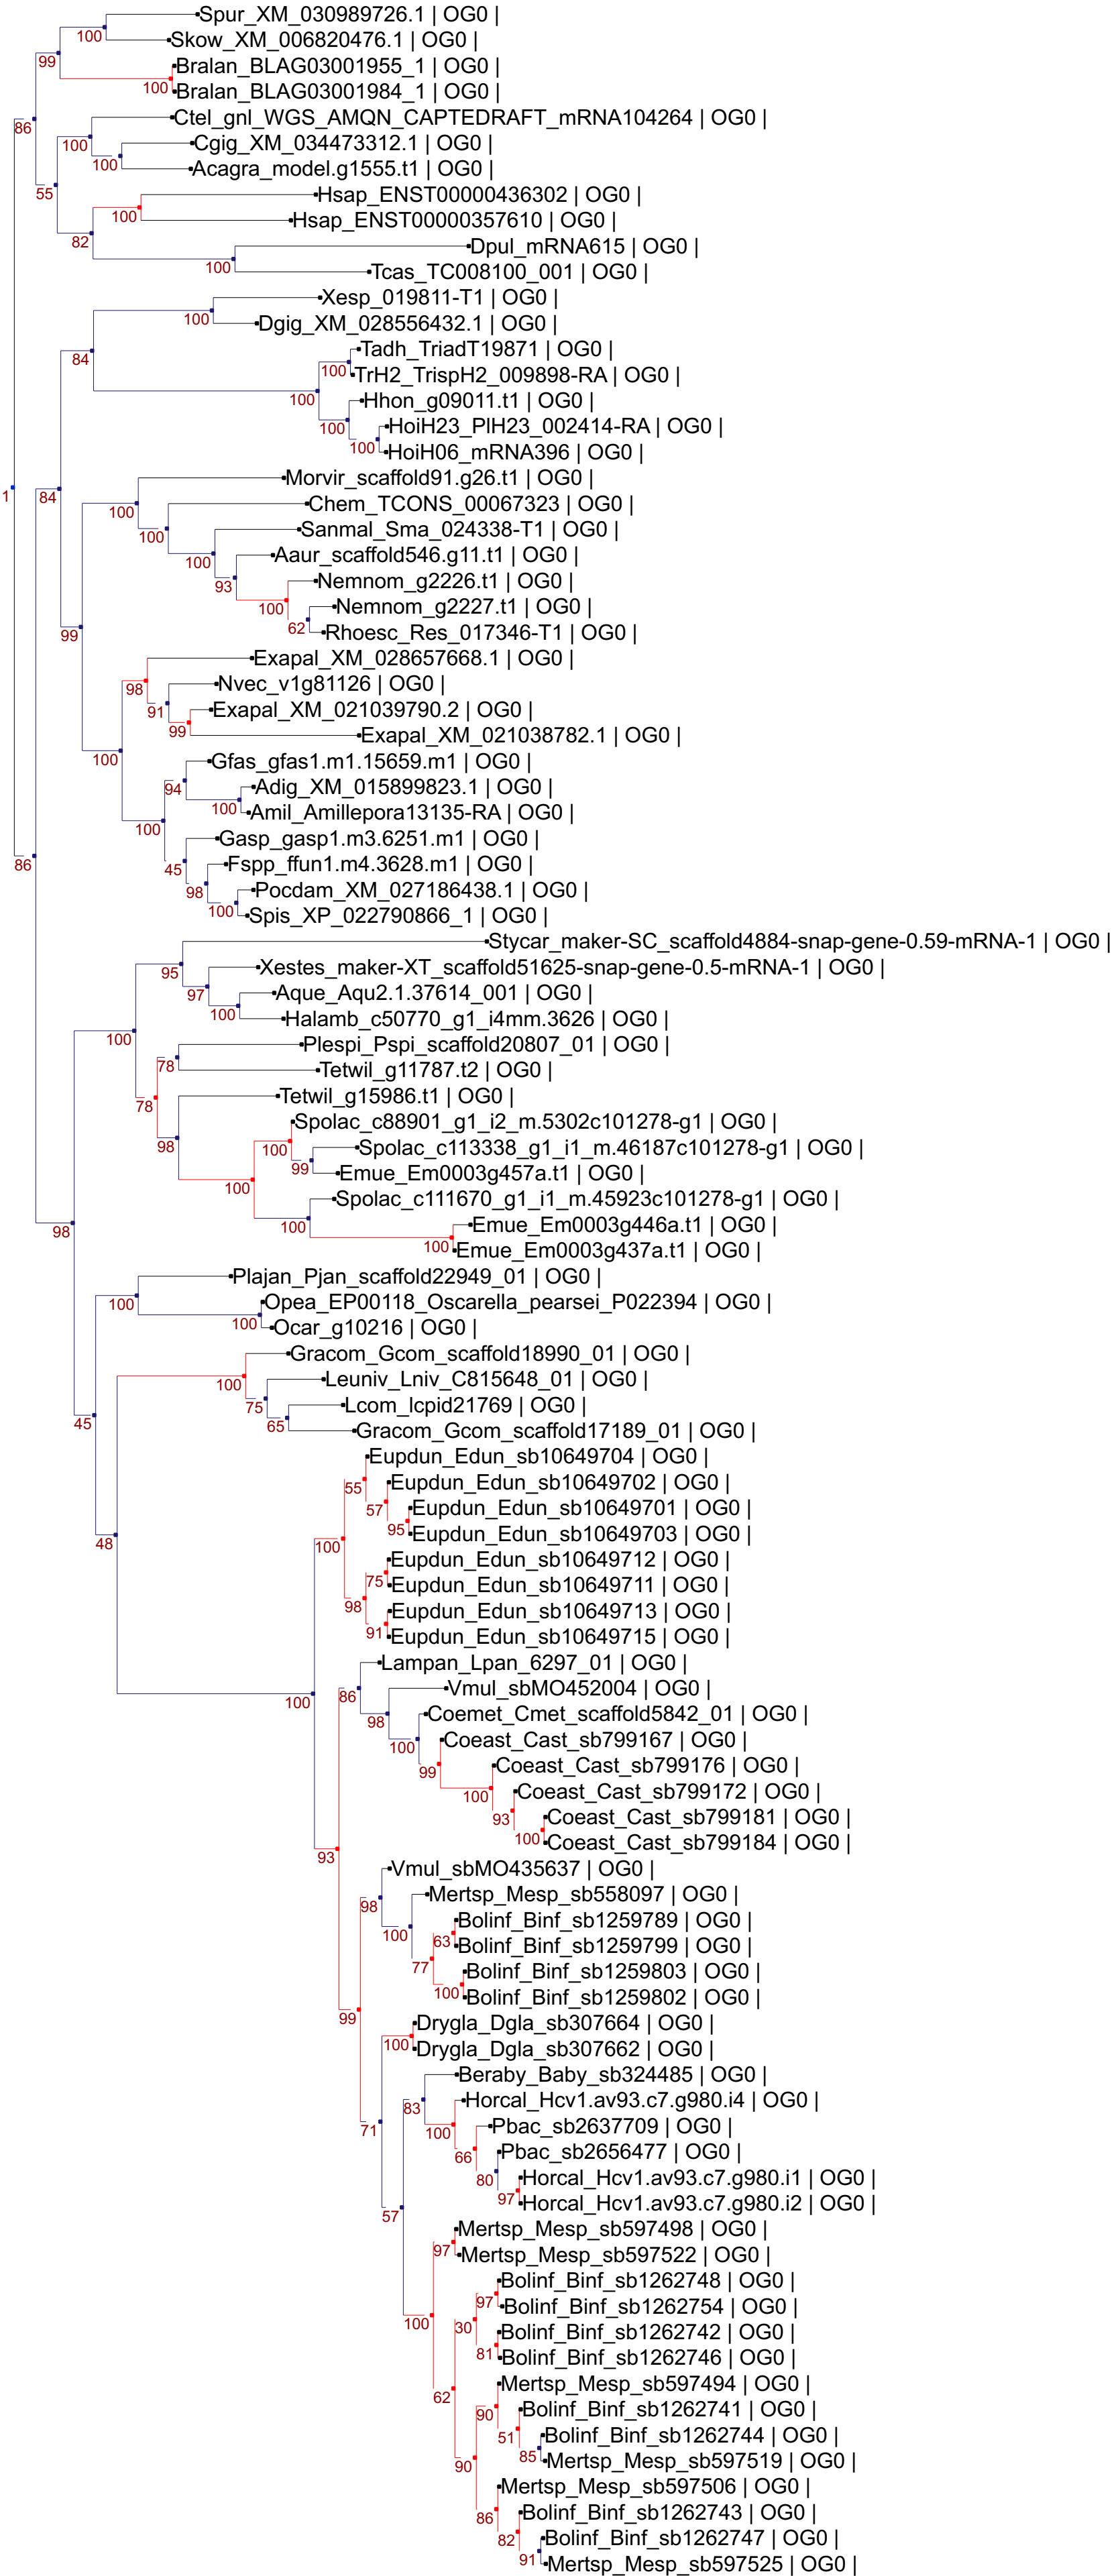 Spur_XM_030989726.1 | OG0 |
100
Skow_XM_006820476.1 | OG0 |
99
Bralan_BLAG03001955_1 | OG0 |
100
Bralan_BLAG03001984_1 | OG0 |
86
Ctel_gnl_WGS_AMQN_CAPTEDRAFT_mRNA104264 | OG0 |
100
Cgig_XM_034473312.1 | OG0 |
100
Acagra_model.g1555.t1 | OG0 |
55
Hsap_ENST00000436302 | OG0 |
100
Hsap_ENST00000357610 | OG0 |
82
Dpul_mRNA615 | OG0 |
100
Tcas_TC008100_001 | OG0 |
Xesp_019811-T1 | OG0 |
100
Dgig_XM_028556432.1 | OG0 |
84
Tadh_TriadT19871 | OG0 |
100
TrH2_TrispH2_009898-RA | OG0 |
100
Hhon_g09011.t1 | OG0 |
100
HoiH23_PlH23_002414-RA | OG0 |
100
HoiH06_mRNA396 | OG0 |
Morvir_scaffold91.g26.t1 | OG0 |
1
84
100
Chem_TCONS_00067323 | OG0 |
100
Sanmal_Sma_024338-T1 | OG0 |
100
Aaur_scaffold546.g11.t1 | OG0 |
93
Nemnom_g2226.t1 | OG0 |
100
Nemnom_g2227.t1 | OG0 |
62
Rhoesc_Res_017346-T1 | OG0 |
99
Exapal_XM_028657668.1 | OG0 |
98
Nvec_v1g81126 | OG0 |
91
Exapal_XM_021039790.2 | OG0 |
99
Exapal_XM_021038782.1 | OG0 |
100
Gfas_gfas1.m1.15659.m1 | OG0 |
94
Adig_XM_015899823.1 | OG0 |
100
Amil_Amillepora13135-RA | OG0 |
100
Gasp_gasp1.m3.6251.m1 | OG0 |
86
45
Fspp_ffun1.m4.3628.m1 | OG0 |
98
Pocdam_XM_027186438.1 | OG0 |
100
Spis_XP_022790866_1 | OG0 |
Stycar_maker-SC_scaffold4884-snap-gene-0.59-mRNA-1 | OG0 |
95
Xestes_maker-XT_scaffold51625-snap-gene-0.5-mRNA-1 | OG0 |
97
Aque_Aqu2.1.37614_001 | OG0 |
100
Halamb_c50770_g1_i4mm.3626 | OG0 |
100
Plespi_Pspi_scaffold20807_01 | OG0 |
78
Tetwil_g11787.t2 | OG0 |
78
Tetwil_g15986.t1 | OG0 |
Spolac_c88901_g1_i2_m.5302c101278-g1 | OG0 |
98
100
Spolac_c113338_g1_i1_m.46187c101278-g1 | OG0 |
99
Emue_Em0003g457a.t1 | OG0 |
100
Spolac_c111670_g1_i1_m.45923c101278-g1 | OG0 |
98
100
Emue_Em0003g446a.t1 | OG0 |
100
Emue_Em0003g437a.t1 | OG0 |
Plajan_Pjan_scaffold22949_01 | OG0 |
100
Opea_EP00118_Oscarella_pearsei_P022394 | OG0 |
100
Ocar_g10216 | OG0 |
Gracom_Gcom_scaffold18990_01 | OG0 |
100
Leuniv_Lniv_C815648_01 | OG0 |
75
Lcom_lcpid21769 | OG0 |
45
65
Gracom_Gcom_scaffold17189_01 | OG0 |
Eupdun_Edun_sb10649704 | OG0 |
55
Eupdun_Edun_sb10649702 | OG0 |
57
Eupdun_Edun_sb10649701 | OG0 |
95
Eupdun_Edun_sb10649703 | OG0 |
48
100
Eupdun_Edun_sb10649712 | OG0 |
75
Eupdun_Edun_sb10649711 | OG0 |
98
Eupdun_Edun_sb10649713 | OG0 |
91
Eupdun_Edun_sb10649715 | OG0 |
Lampan_Lpan_6297_01 | OG0 |
100
86
Vmul_sbMO452004 | OG0 |
98
Coemet_Cmet_scaffold5842_01 | OG0 |
100
Coeast_Cast_sb799167 | OG0 |
99
Coeast_Cast_sb799176 | OG0 |
100
Coeast_Cast_sb799172 | OG0 |
93
Coeast_Cast_sb799181 | OG0 |
100
Coeast_Cast_sb799184 | OG0 |
93
Vmul_sbMO435637 | OG0 |
98
Mertsp_Mesp_sb558097 | OG0 |
100
Bolinf_Binf_sb1259789 | OG0 |
63
Bolinf_Binf_sb1259799 | OG0 |
77
Bolinf_Binf_sb1259803 | OG0 |
100
Bolinf_Binf_sb1259802 | OG0 |
99
Drygla_Dgla_sb307664 | OG0 |
100
Drygla_Dgla_sb307662 | OG0 |
Beraby_Baby_sb324485 | OG0 |
83
Horcal_Hcv1.av93.c7.g980.i4 | OG0 |
71
100
Pbac_sb2637709 | OG0 |
66
Pbac_sb2656477 | OG0 |
80
Horcal_Hcv1.av93.c7.g980.i1 | OG0 |
97
Horcal_Hcv1.av93.c7.g980.i2 | OG0 |
57
Mertsp_Mesp_sb597498 | OG0 |
97
Mertsp_Mesp_sb597522 | OG0 |
Bolinf_Binf_sb1262748 | OG0 |
97
Bolinf_Binf_sb1262754 | OG0 |
100
30
Bolinf_Binf_sb1262742 | OG0 |
81
Bolinf_Binf_sb1262746 | OG0 |
62
Mertsp_Mesp_sb597494 | OG0 |
90
Bolinf_Binf_sb1262741 | OG0 |
51
Bolinf_Binf_sb1262744 | OG0 |
85
Mertsp_Mesp_sb597519 | OG0 |
90
Mertsp_Mesp_sb597506 | OG0 |
86
Bolinf_Binf_sb1262743 | OG0 |
82
Bolinf_Binf_sb1262747 | OG0 |
91
Mertsp_Mesp_sb597525 | OG0 |